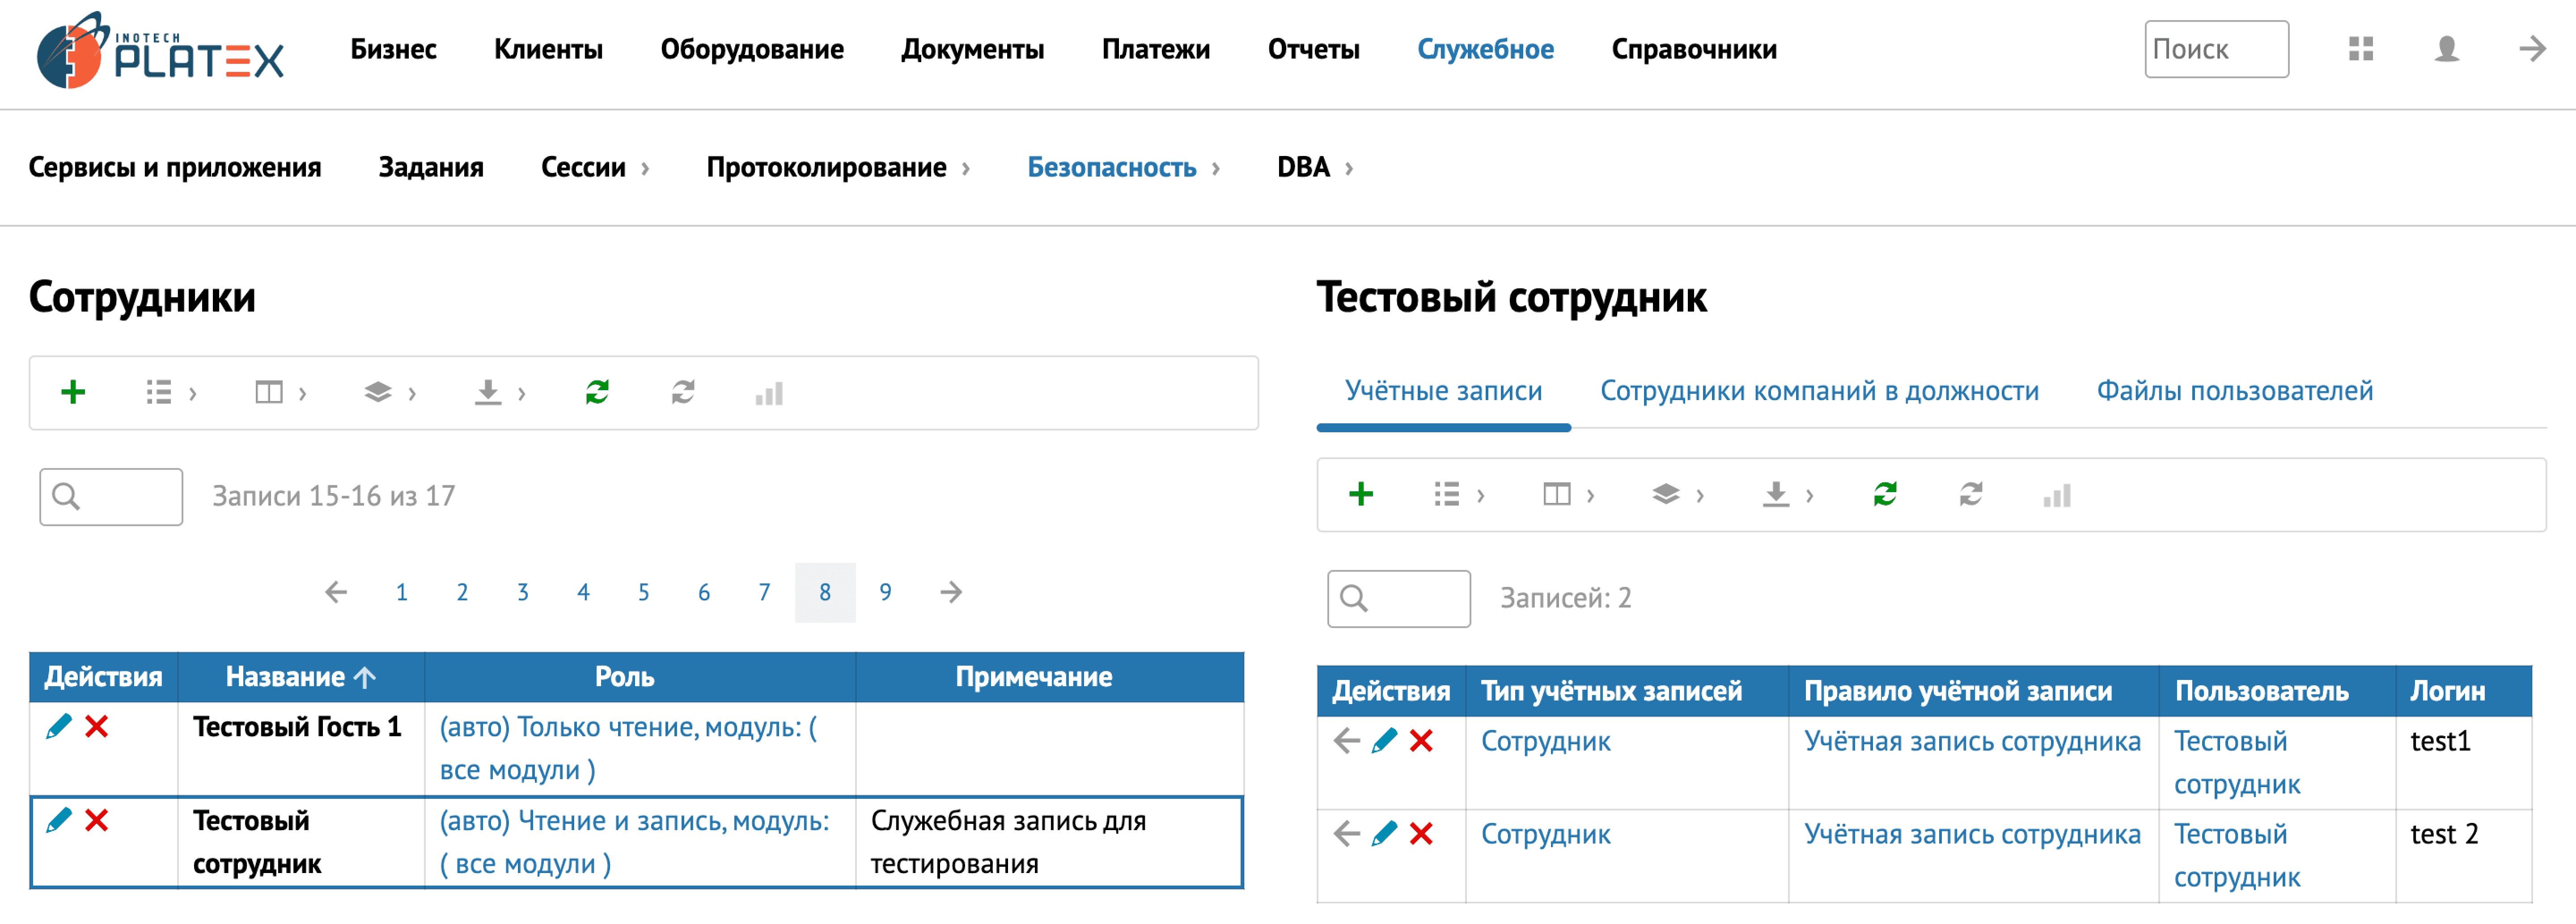 INOTECH
PLATEX
Бизнес Клиенты Оборудование Документы Платежи Отчеты Служебное Справочники Поиск
Сервисы и приложения Задания Сессии Протоколирование Безопасность DBA
Сотрудники
Записи 15-16 из 17
1 2 3 4 5 6 7 8 9
Действия Название Роль Примечание
Тестовый Гость 1 (авто) Только чтение, модуль: (
все модули )
Тестовый (авто) Чтение и запись, модуль: Служебная запись для
сотрудник ( все модули ) тестирования
Тестовый сотрудник
Учётные записи Сотрудники компаний в должности Файлы пользователей
Записей: 2
Действия Тип учётных записей Правило учётной записи Пользователь Логин
Сотрудник Учётная запись сотрудника Тестовый test1
сотрудник
Сотрудник Учётная запись сотрудника Тестовый test 2
сотрудник